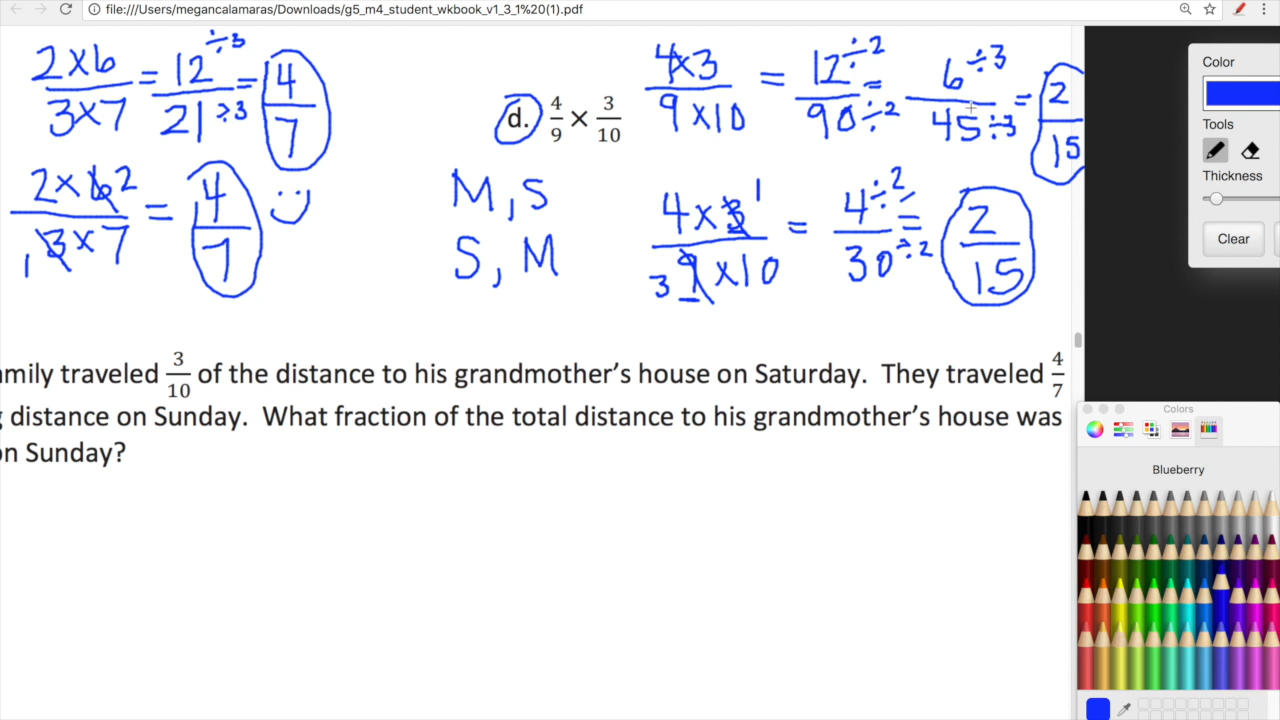 file:///Users/megancalamaras/Downloads/g5_m4_student_wkbook_v1_3_1%20(1).pdf
2×6/3×7 = 12÷3/21÷3 = 4/7
2×6 2/1 3×7 = 4/7
d. 4/9 × 3/10
M,S
S,M
4×3/9×10 = 12÷2/90÷2 = 6÷3/45÷3 = 2/15
4×3 1/3 9×10 = 4÷2/30÷2 = 2/15
amily traveled 3/10 of the distance to his grandmother's house on Saturday. They traveled 4/7
g distance on Sunday. What fraction of the total distance to his grandmother's house was
on Sunday?
Color
Tools
Thickness
Clear
Colors
Blueberry